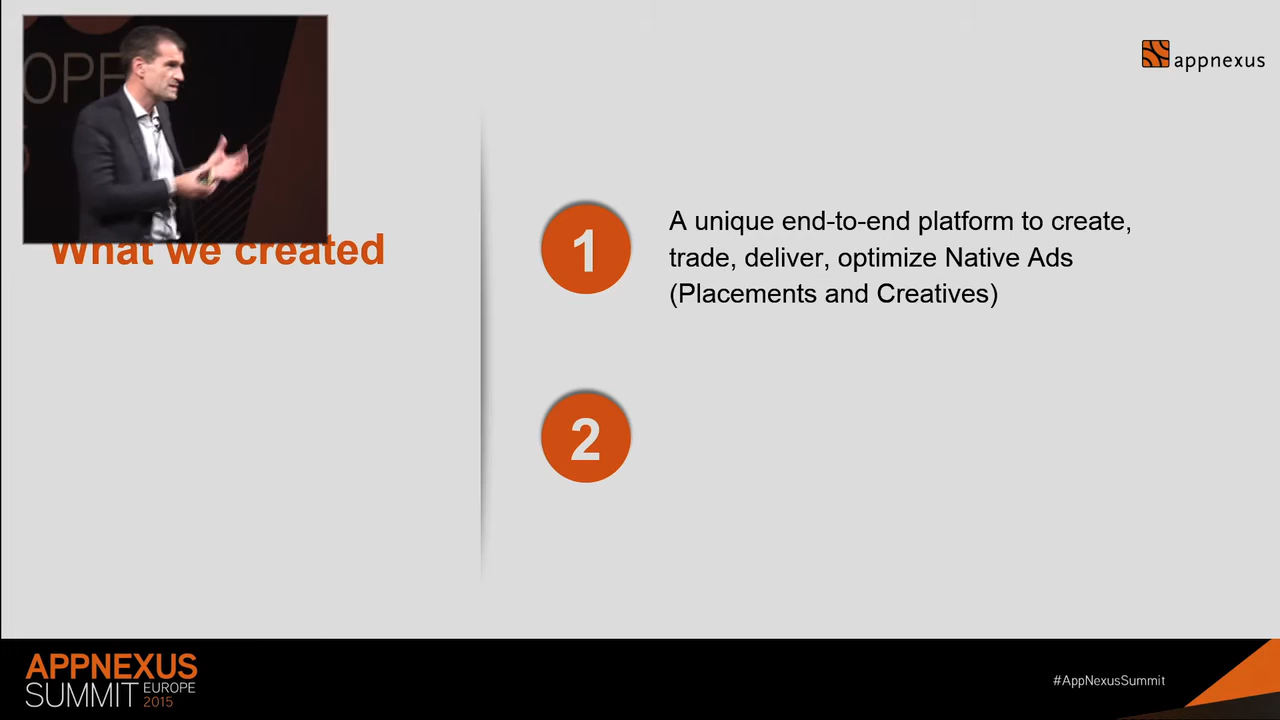 OPE
appnexus
What we created
1
A unique end-to-end platform to create,
trade, deliver, optimize Native Ads
(Placements and Creatives)
2
APPNEXUS
SUMMIT EUROPE
2015
#AppNexusSummit